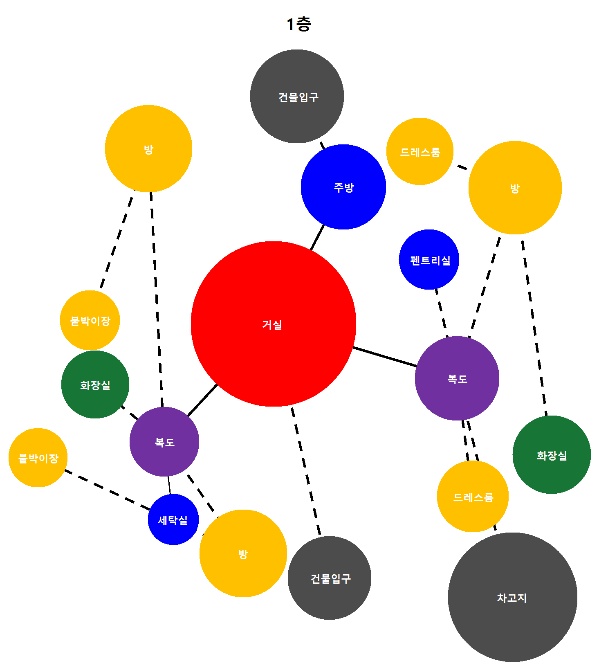 1층
건물입구
방
드레스룸
주방
방
펜트리실
붙박이장
거실
복도
화장실
복도
붙박이장
화장실
드레스룸
세탁실
방
건물입구
차고지